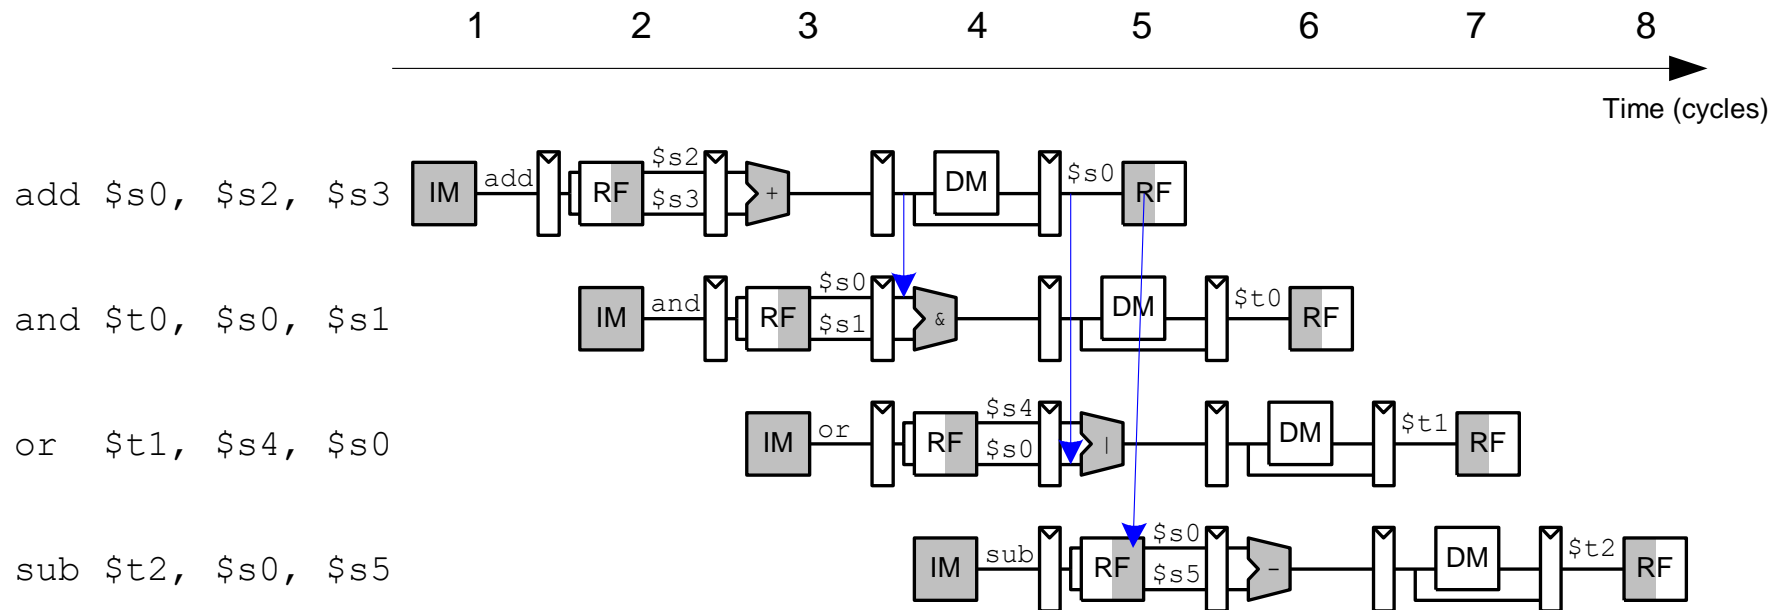 1 2 3 4 5 6 7 8
Time (cycles)
add $s0, $s2, $s3 IM add RF $s2 $s3 + DM $s0 RF
and $t0, $s0, $s1 IM and RF $s0 $s1 & DM $t0 RF
or $t1, $s4, $s0 IM or RF $s4 $s0 | DM $t1 RF
sub $t2, $s0, $s5 IM sub RF $s0 $s5 - DM $t2 RF